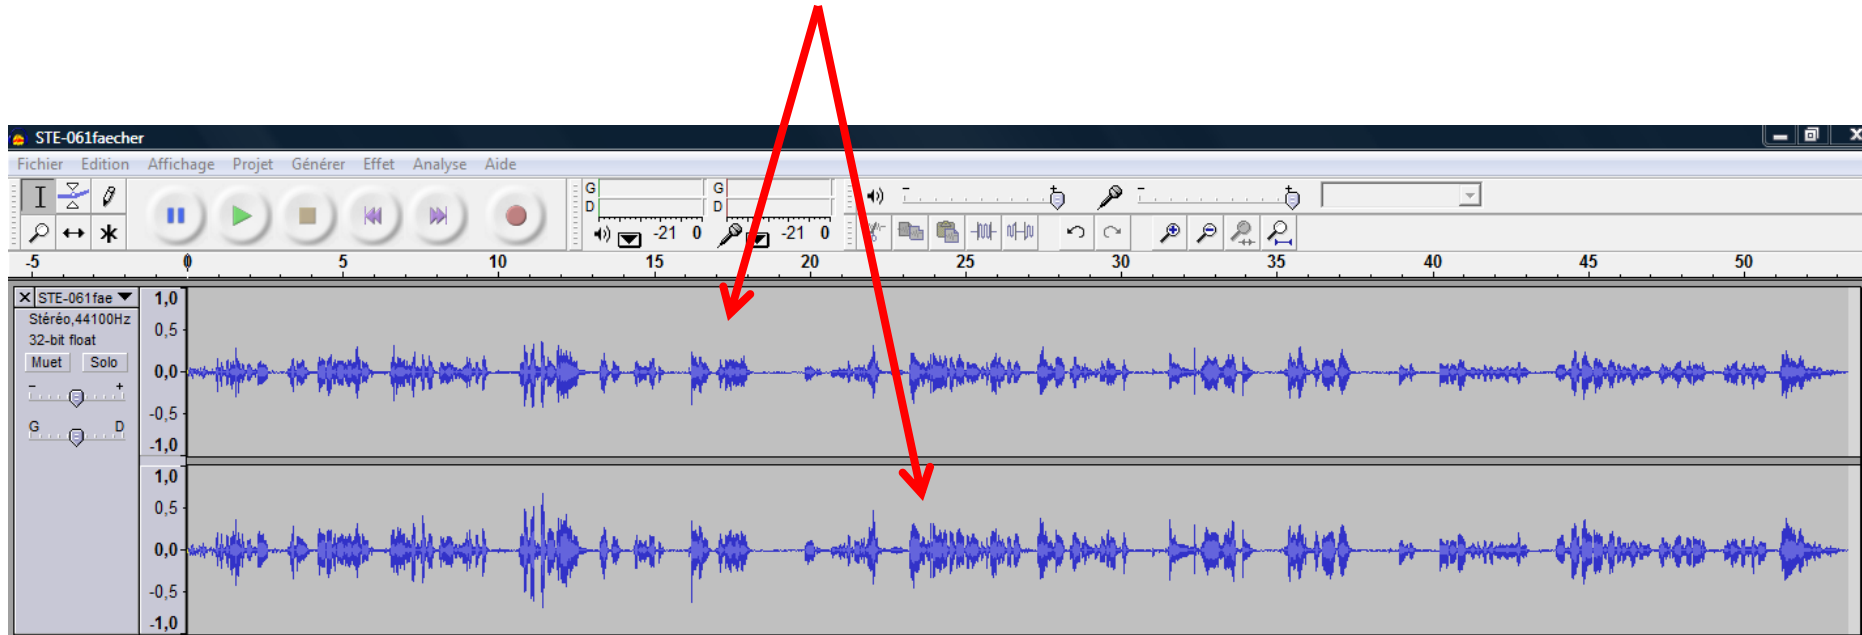 STE-061faecher
Fichier Edition Affichage Projet Générer Effet Analyse Aide
G G
D D
-21 0 -21 0
-5 0 5 10 15 20 25 30 35 40 45 50
STE-061fae
Stéréo,44100Hz
32-bit float
Muet Solo
- +
G D
1,0
0,5
0,0
-0,5
-1,0
1,0
0,5
0,0
-0,5
-1,0